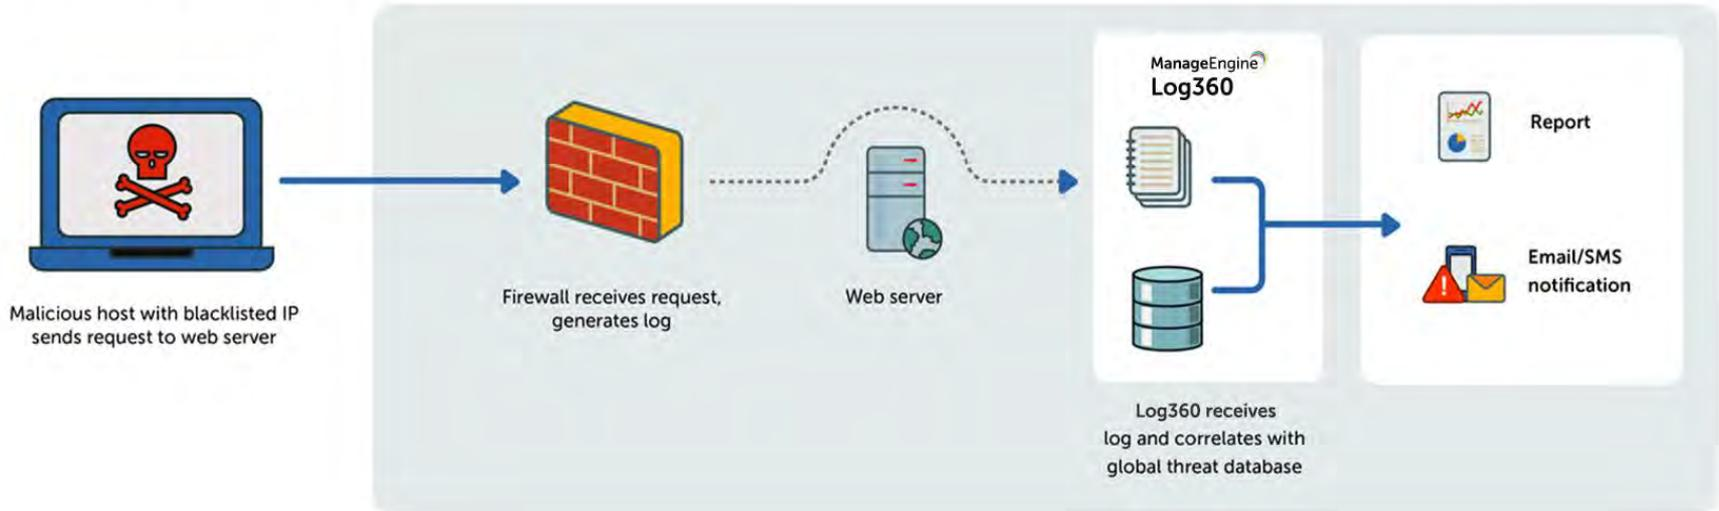 Malicious host with blacklisted IP
sends request to web server
Firewall receives request,
generates log
Web server
ManageEngine
Log360
Log360 receives
log and correlates with
global threat database
Report
Email/SMS
notification